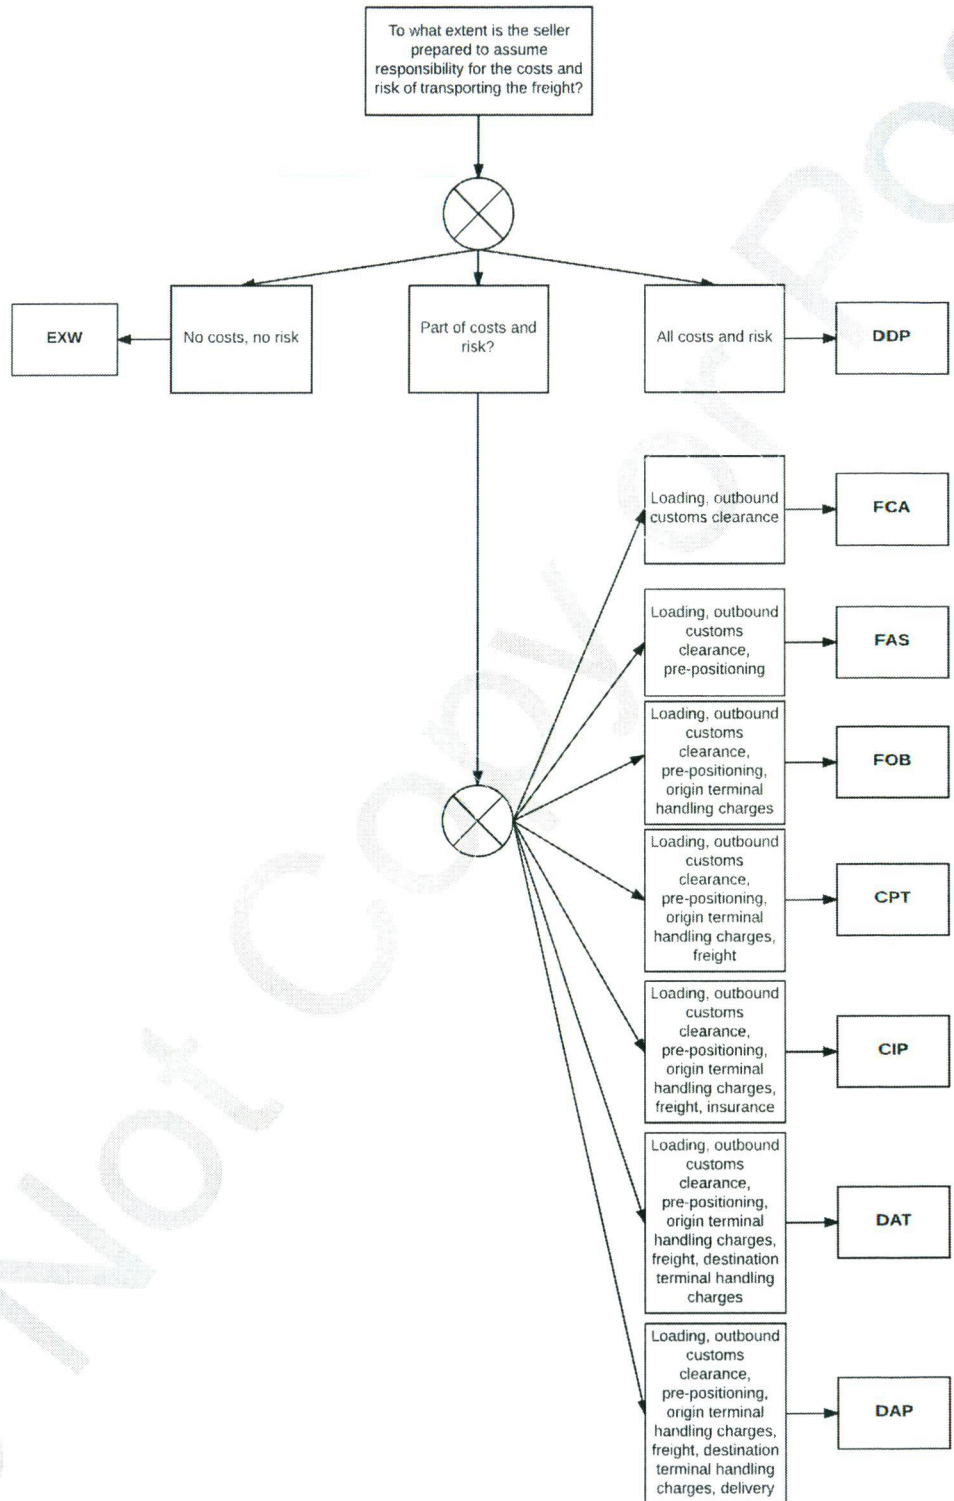 To what extent is the seller
prepared to assume
responsibility for the costs and
risk of transporting the freight?
EXW
No costs, no risk
Part of costs and
risk?
All costs and risk
DDP
Loading, outbound
customs clearance
FCA
Loading, outbound
customs
clearance,
pre-positioning
FAS
Loading, outbound
customs
clearance,
pre-positioning,
origin terminal
handling charges
FOB
Loading, outbound
customs
clearance,
pre-positioning,
origin terminal
handling charges,
freight
CPT
Loading, outbound
customs
clearance,
pre-positioning,
origin terminal
handling charges,
freight, insurance
CIP
Loading, outbound
customs
clearance,
pre-positioning,
origin terminal
handling charges,
freight, destination
terminal handling
charges
DAT
Loading, outbound
customs
clearance,
pre-positioning,
origin terminal
handling charges,
freight, destination
terminal handling
charges, delivery
DAP
Not Copy or